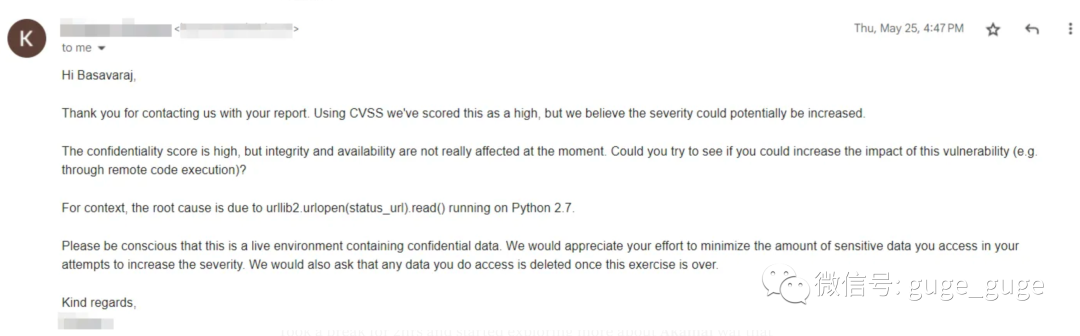 K
< >
Thu, May 25, 4:47 PM
to me
Hi Basavaraj,
Thank you for contacting us with your report. Using CVSS we've scored this as a high, but we believe the severity could potentially be increased.
The confidentiality score is high, but integrity and availability are not really affected at the moment. Could you try to see if you could increase the impact of this vulnerability (e.g.
through remote code execution)?
For context, the root cause is due to urllib2.urlopen(status_url).read() running on Python 2.7.
Please be conscious that this is a live environment containing confidential data. We would appreciate your effort to minimize the amount of sensitive data you access in your
attempts to increase the severity. We would also ask that any data you do access is deleted once this exercise is over.
微信号: guge_guge
Kind regards,